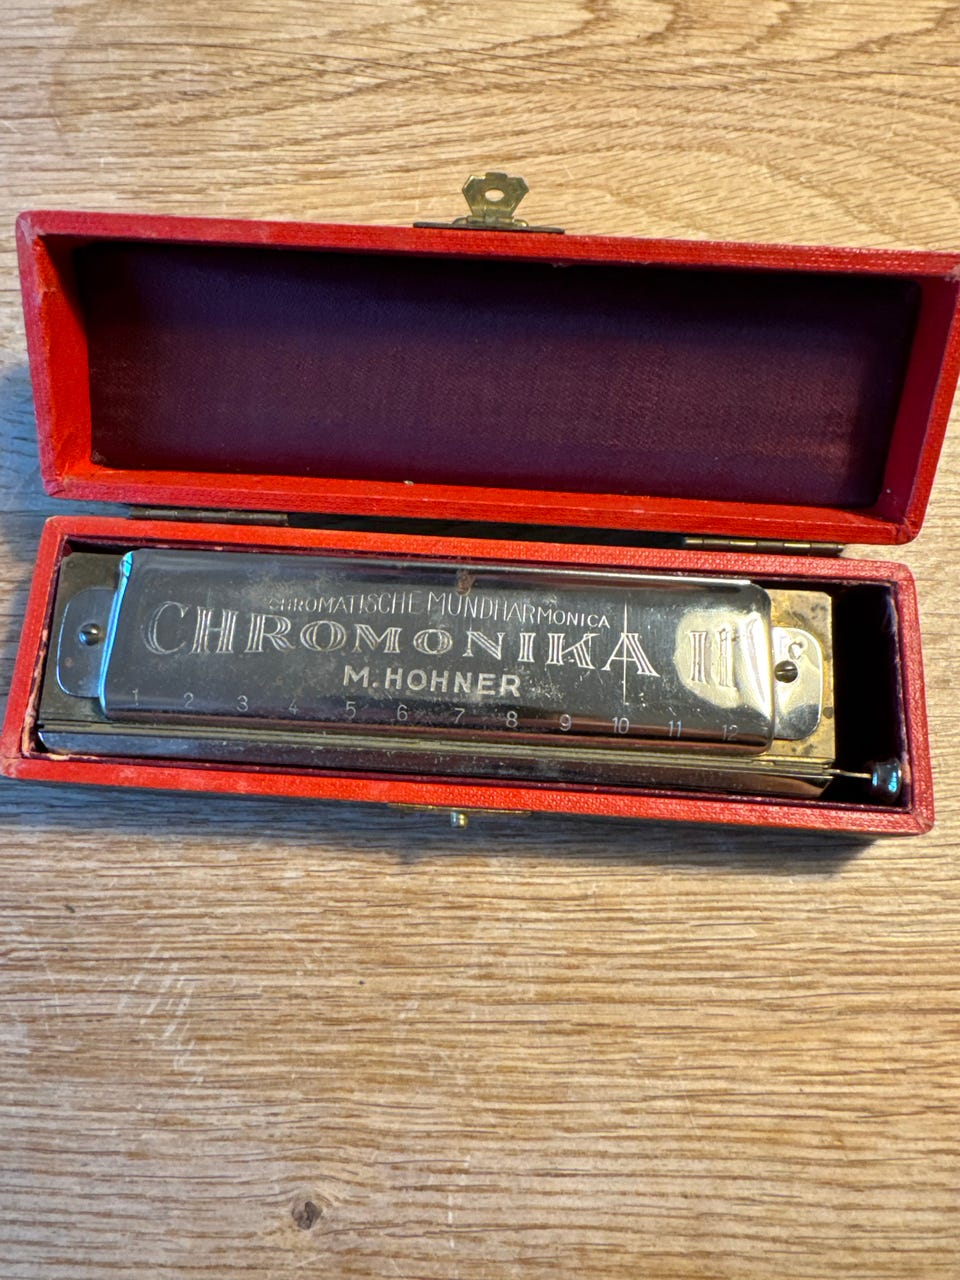 CHROMATISCHE MUNDHARMONICA
CHROMONIKA III
M. HOHNER
C
1 2 3 4 5 6 7 8 9 10 11 12